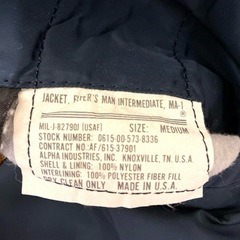 JACKET, FLYER'S MAN INTERMEDIATE, MA-1
MIL-J-8279D (USAF) SIZE: MEDIUM
STOCK NUMBER: 0615-00-573-8336
CONTRACT NO. AF/615-37901
ALPHA INDUSTRIES, INC. KNOXVILLE, TN. U.S.A.
SHELL & LINING: 100% NYLON
INTERLINING: 100% POLYESTER FIBER FILL
DRY CLEAN ONLY MADE IN U.S.A.